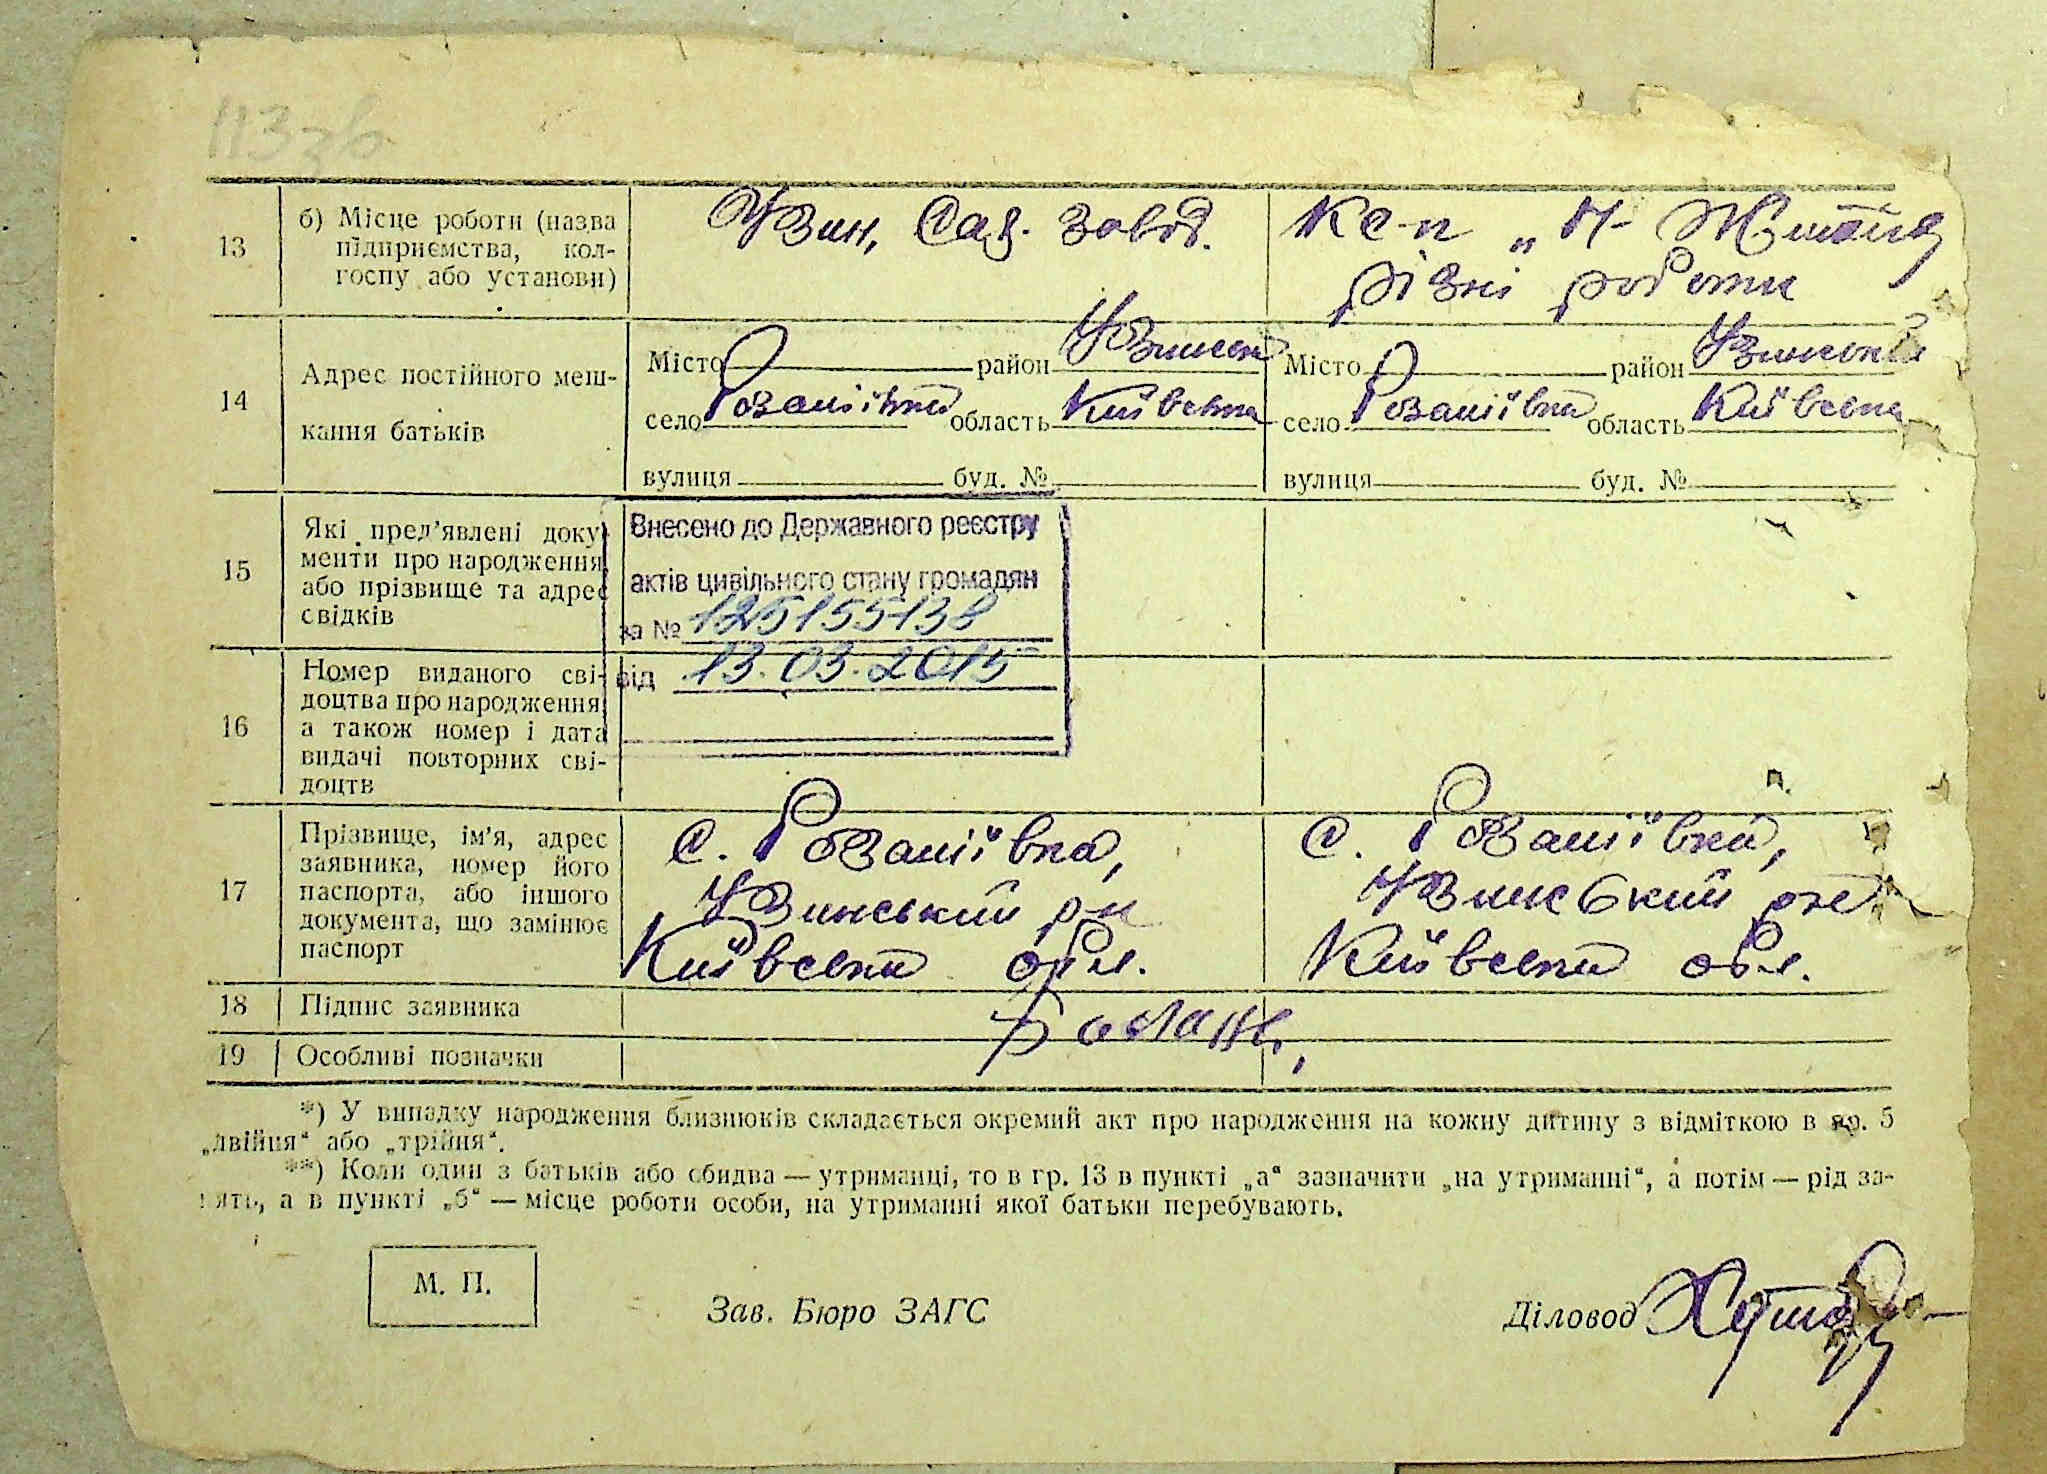 113зв
13 б) Місце роботи (назва підприємства, колгоспу або установи)
Узин. Сах. завод.
різні роботи
14 Адрес постійного меш-
кання батьків
Місто район Узинськ
село Розаліївка область Київська
вулиця буд. №
Місто район Узинський
село Розаліївка область Київська
вулиця буд. №
15 Які пред'явлені доку-
менти про народження
або прізвище та адрес
свідків
Внесено до Державного реєстру
актів цивільного стану громадян
за № 125155138
від 13.03.2015
16 Номер виданого сві-
доцтва про народження
а також номер і дата
видачі повторних сві-
доцтв
17 Прізвище, ім'я, адрес
заявника, номер його
паспорта, або іншого
документа, що замінює
паспорт
с. Розаліївка,
Узинський рн
Київська обл.
с. Розаліївка,
Узинський рн
Київська обл.
18 Підпис заявника
19 Особливі позначки
*) У випадку народження близнюків складається окремий акт про народження на кожну дитину з відміткою в гр. 5
„двійня“ або „трійня“.
**) Коли один з батьків або обидва — утриманці, то в гр. 13 в пункті „а“ зазначити „на утриманні“, а потім — рід за-
нять, а в пункті „б“ — місце роботи особи, на утриманні якої батьки перебувають.
М. П.
Зав. Бюро ЗАГС
Діловод